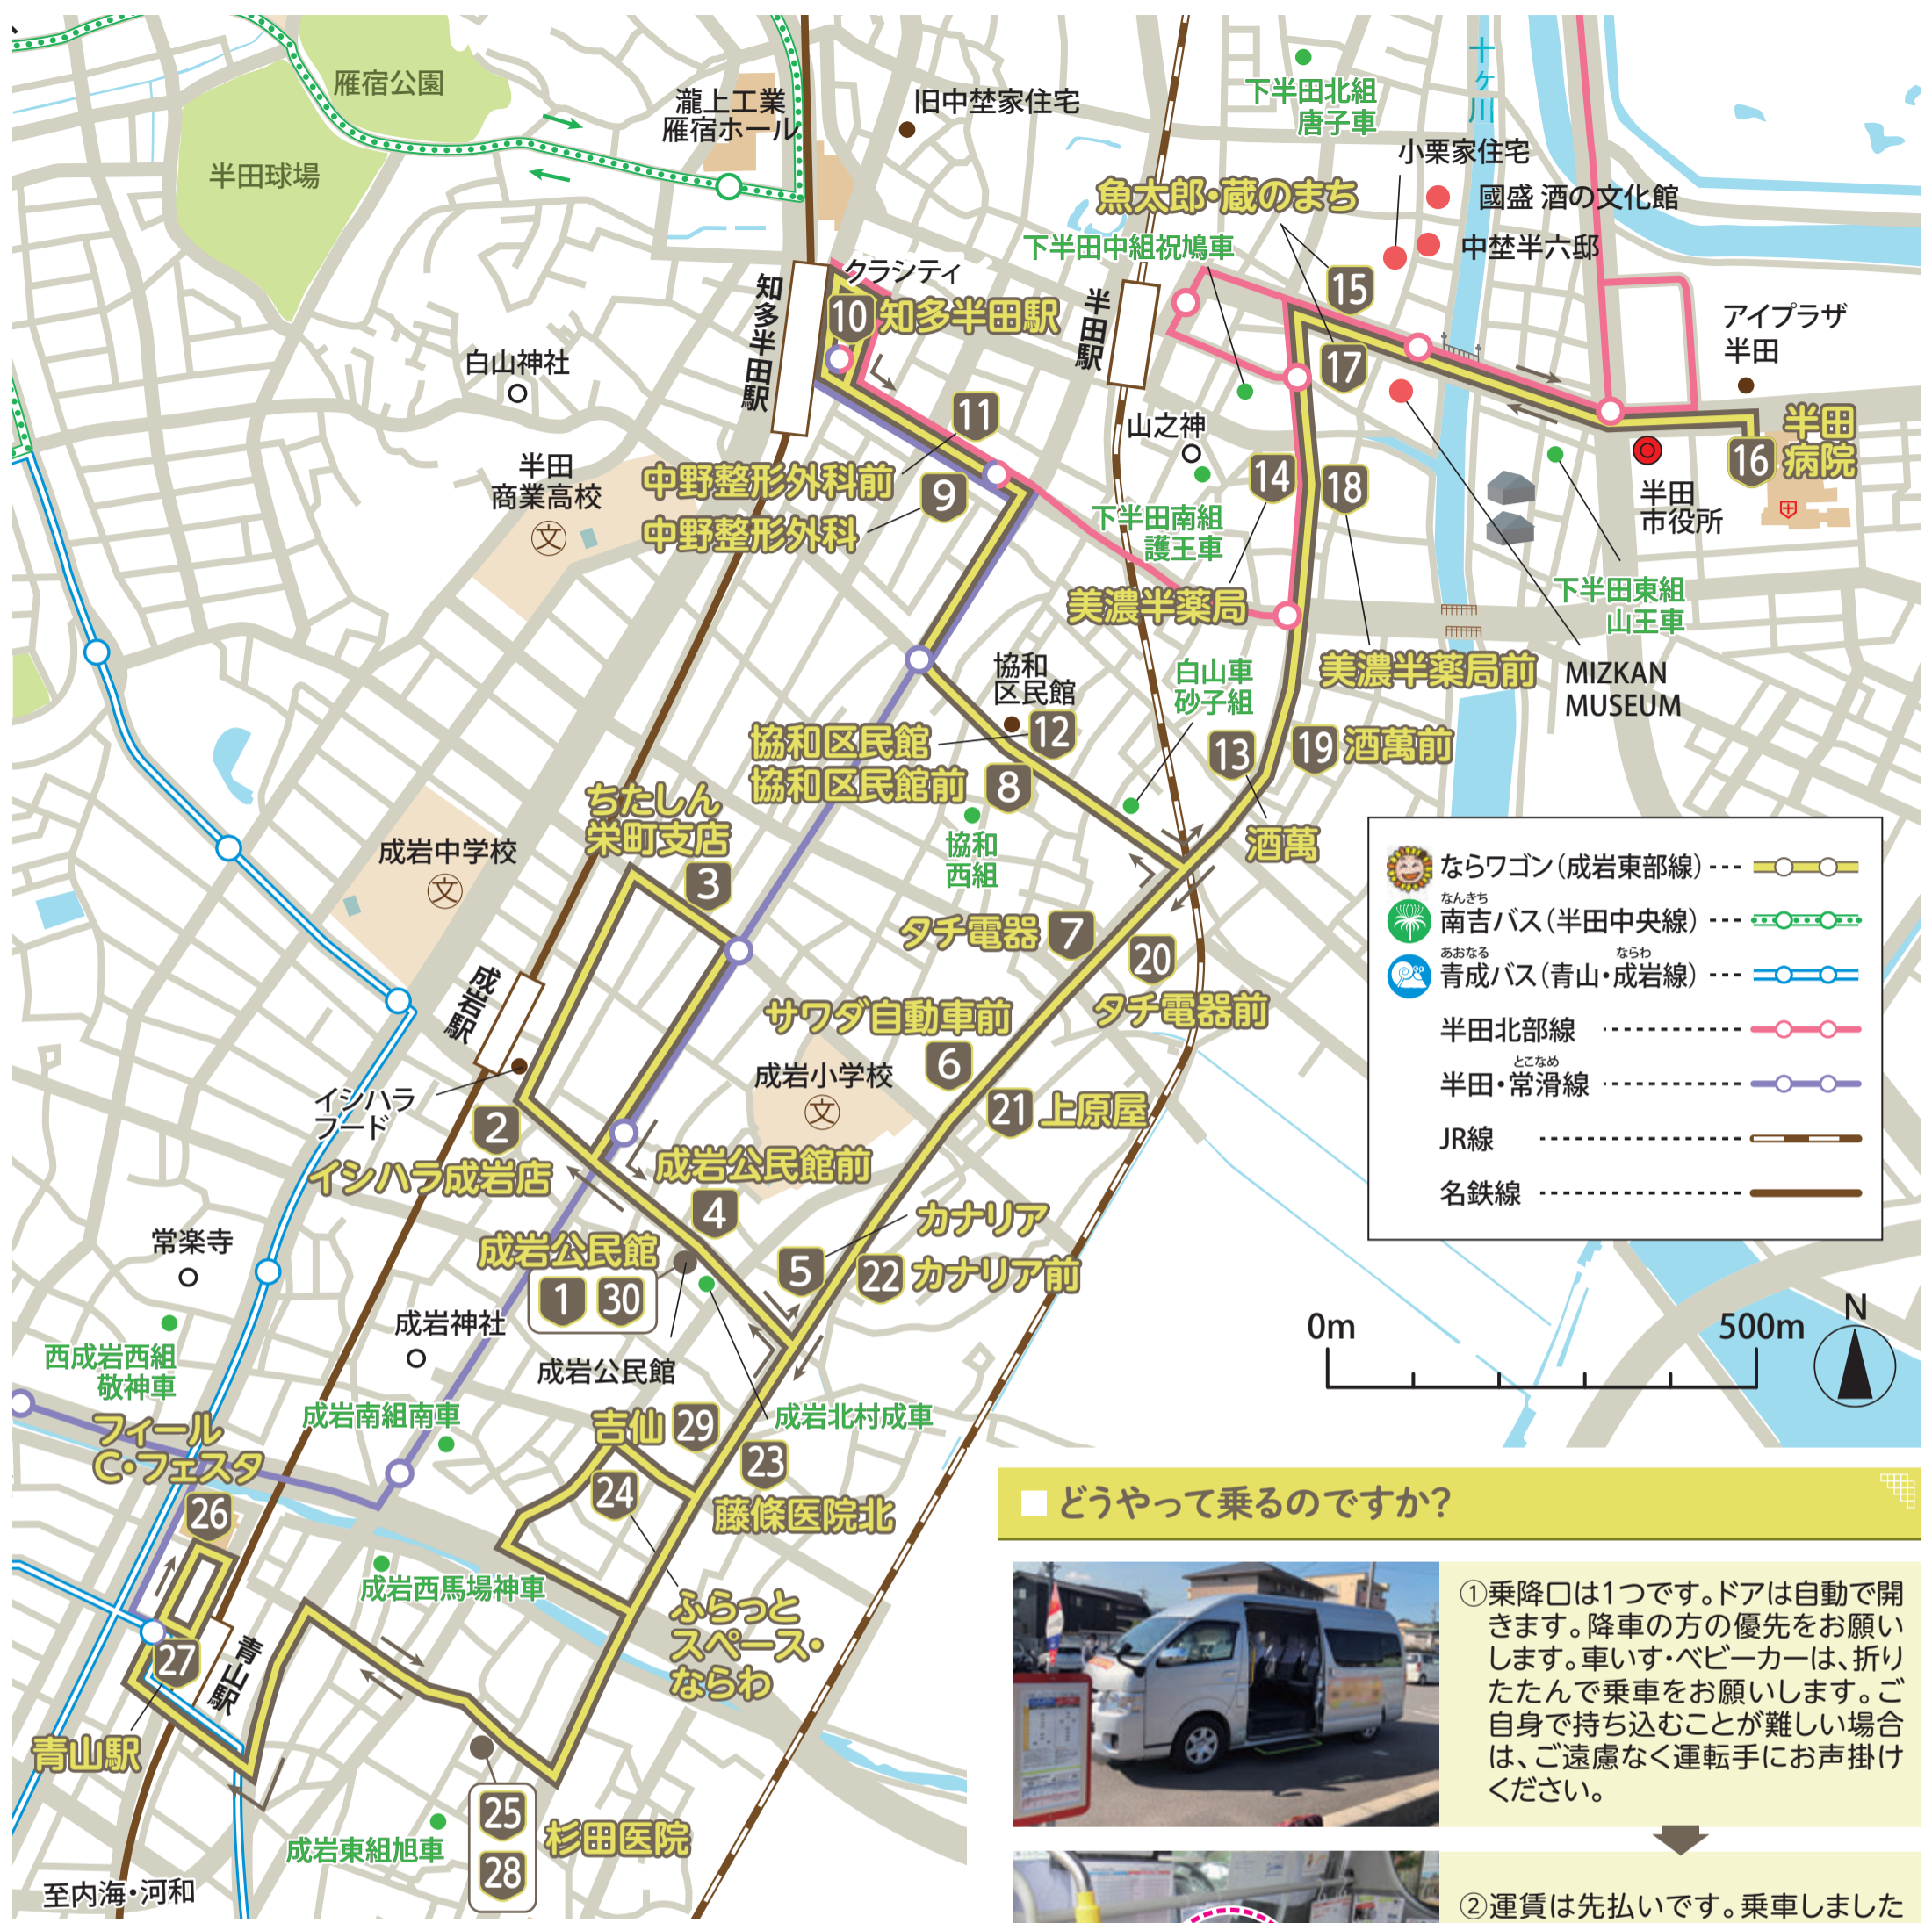 雁宿公園
半田球場
瀧上工業
雁宿ホール
旧中埜家住宅
下半田北組
唐子車
十ヶ川
小栗家住宅
國盛 酒の文化館
中埜半六邸
魚太郎・蔵のまち
下半田中組祝鳩車
クラシティ
10 知多半田駅
知多半田駅
半田駅
15
17
アイプラザ
半田
白山神社
半田
商業高校
文
11
中野整形外科前
9
中野整形外科
山之神
14
18
16
半田
病院
半田
市役所
下半田南組
護王車
美濃半薬局
美濃半薬局前
下半田東組
山王車
MIZKAN
MUSEUM
協和
区民館
白山車
砂子組
協和区民館
12
協和区民館前
8
13
19 酒萬前
酒萬
協和
西組
ちたしん
栄町支店
3
成岩中学校
文
タチ電器 7
20
タチ電器前
成岩駅
サワダ自動車前
6
成岩小学校
文
21 上原屋
イシハラ
フード
2
イシハラ成岩店
成岩公民館前
4
カナリア
5
22 カナリア前
成岩公民館
1 30
成岩公民館
常楽寺
成岩神社
西成岩西組
敬神車
成岩南組南車
成岩北村成車
フィール
C・フェスタ
26
吉仙 29
23
24
藤條医院北
成岩西馬場神車
ふらっと
スペース・
ならわ
27
青山駅
青山駅
25
28
杉田医院
成岩東組旭車
至内海・河和
ならワゴン（成岩東部線）
なんきち
南吉バス（半田中央線）
あおなる ならわ
青成バス（青山・成岩線）
半田北部線
とこなめ
半田・常滑線
JR線
名鉄線
0m 500m
N
どうやって乗るのですか？
①乗降口は1つです。ドアは自動で開
きます。降車の方の優先をお願い
します。車いす・ベビーカーは、折り
たたんで乗車をお願いします。ご
自身で持ち込むことが難しい場合
は、ご遠慮なく運転手にお声掛け
ください。
②運賃は先払いです。乗車しました